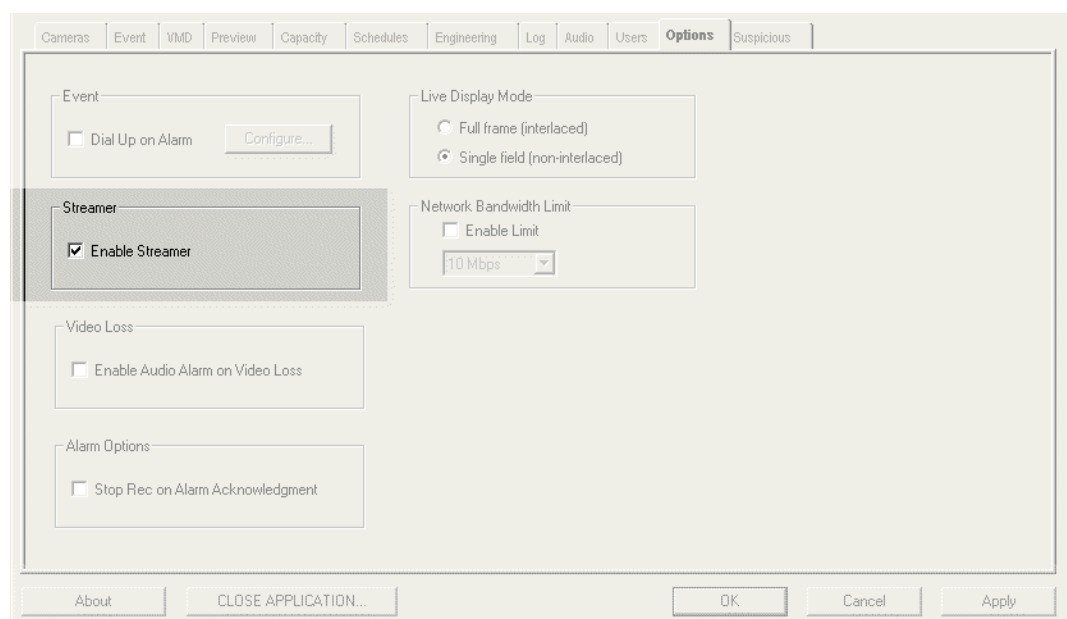 Cameras Event VMD Preview Capacity Schedules Engineering Log Audio Users Options Suspicious
Event
Dial Up on Alarm Configure...
Live Display Mode
Full frame (interlaced)
Single field (non-interlaced)
Streamer
Enable Streamer
Network Bandwidth Limit
Enable Limit
10 Mbps
Video Loss
Enable Audio Alarm on Video Loss
Alarm Options
Stop Rec on Alarm Acknowledgment
About CLOSE APPLICATION... OK Cancel Apply